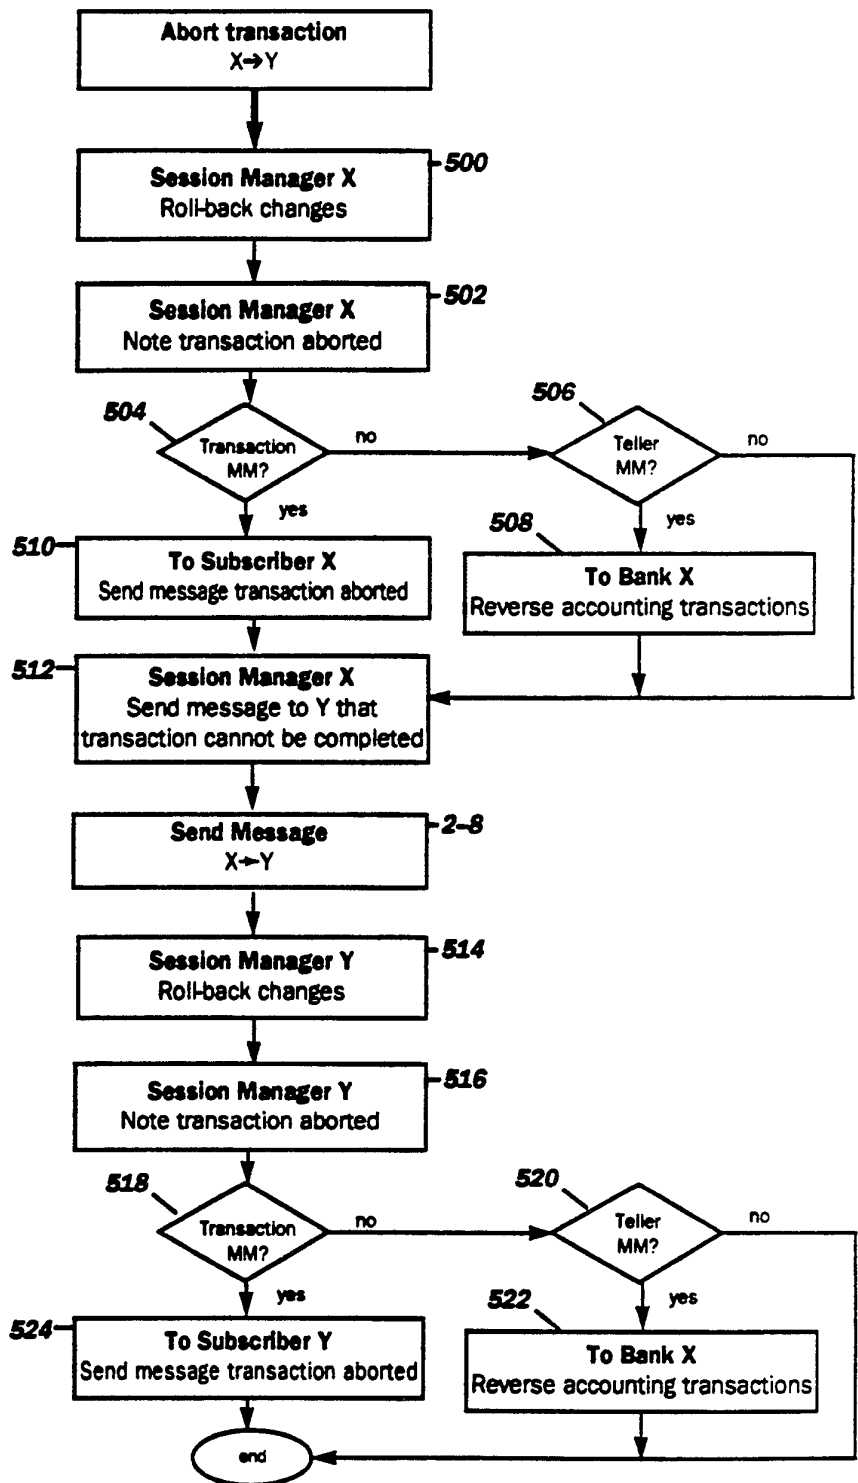 Abort transaction
X→Y
500
Session Manager X
Roll-back changes
502
Session Manager X
Note transaction aborted
504
Transaction
MM?
no
yes
506
Teller
MM?
no
yes
508
To Bank X
Reverse accounting transactions
510
To Subscriber X
Send message transaction aborted
512
Session Manager X
Send message to Y that
transaction cannot be completed
2-8
Send Message
X→Y
514
Session Manager Y
Roll-back changes
516
Session Manager Y
Note transaction aborted
518
Transaction
MM?
no
yes
520
Teller
MM?
no
yes
522
To Bank X
Reverse accounting transactions
524
To Subscriber Y
Send message transaction aborted
end